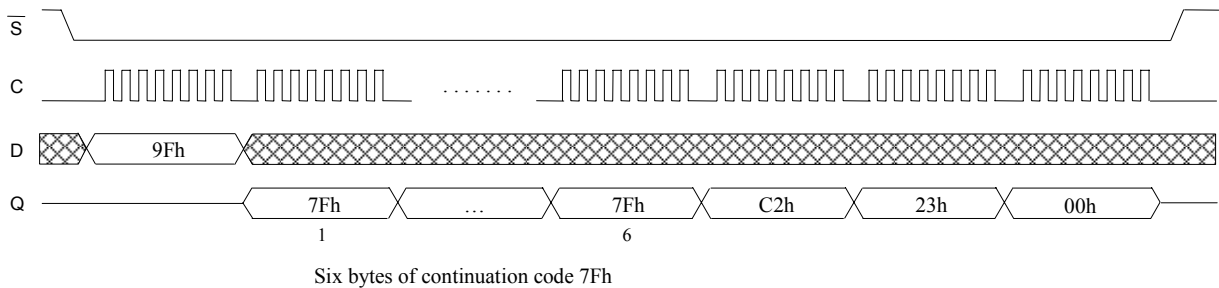 S
C
. . . . . . .
D
9Fh
Q
7Fh
...
7Fh
C2h
23h
00h
1
6
Six bytes of continuation code 7Fh